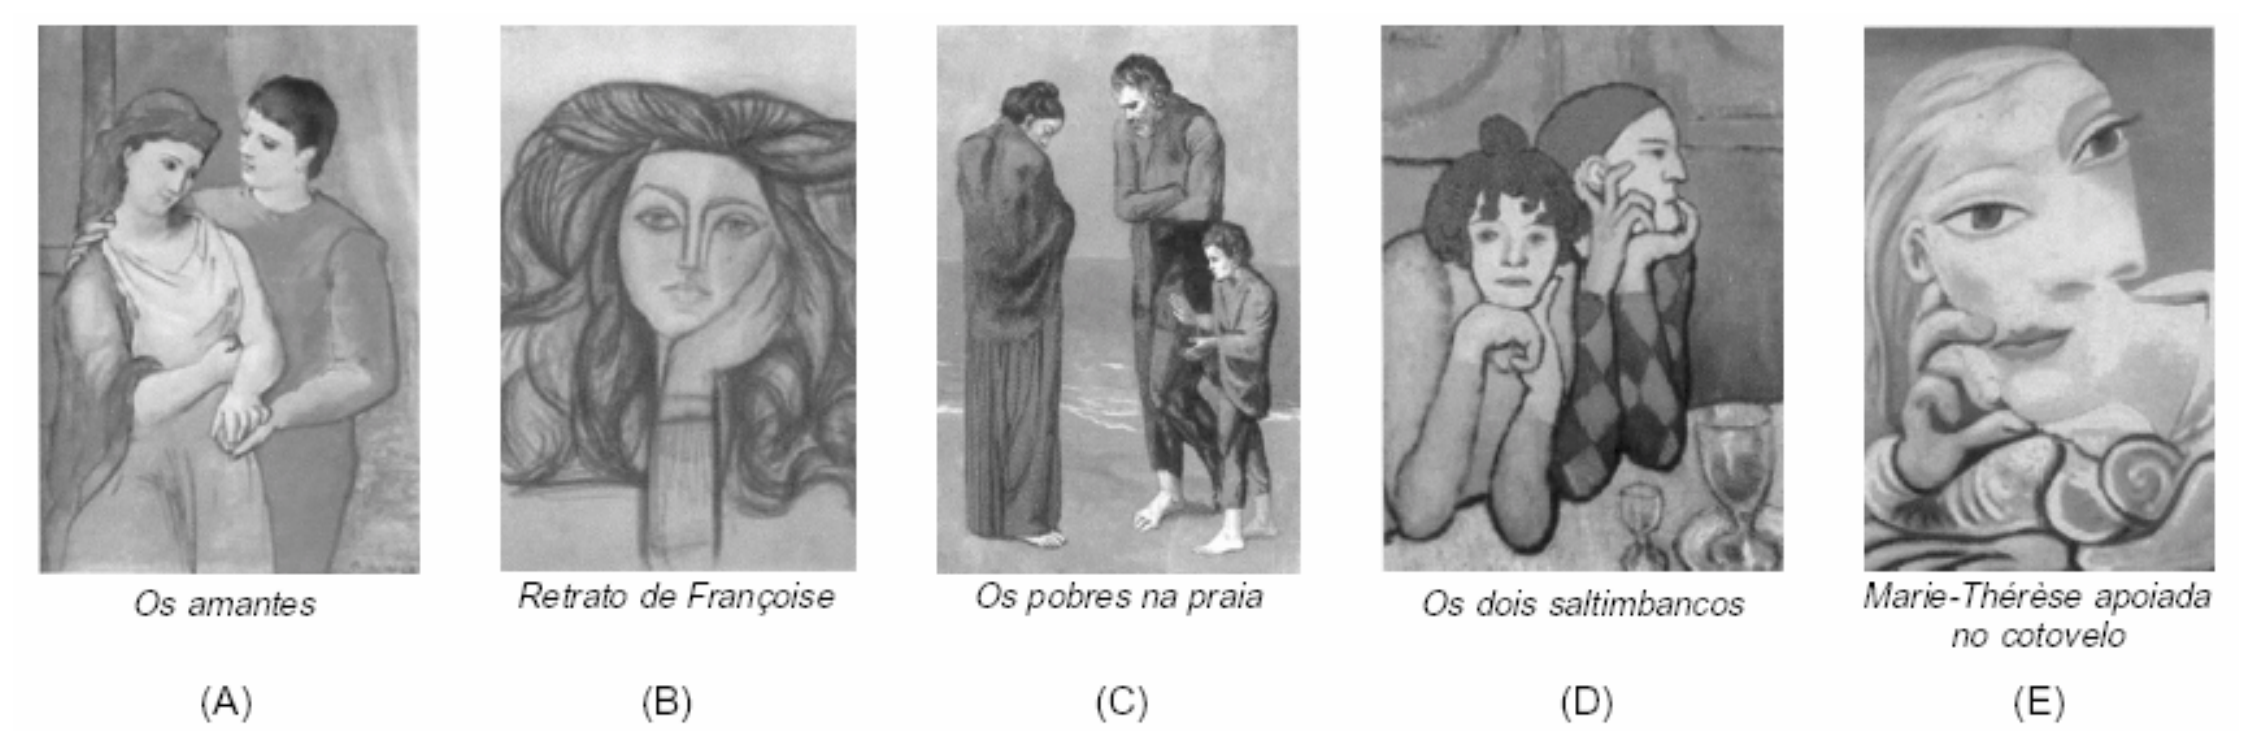 Os amantes
Retrato de Françoise
Os pobres na praia
Os dois saltimbancos
Marie-Thérèse apoiada
no cotovelo
(A)
(B)
(C)
(D)
(E)